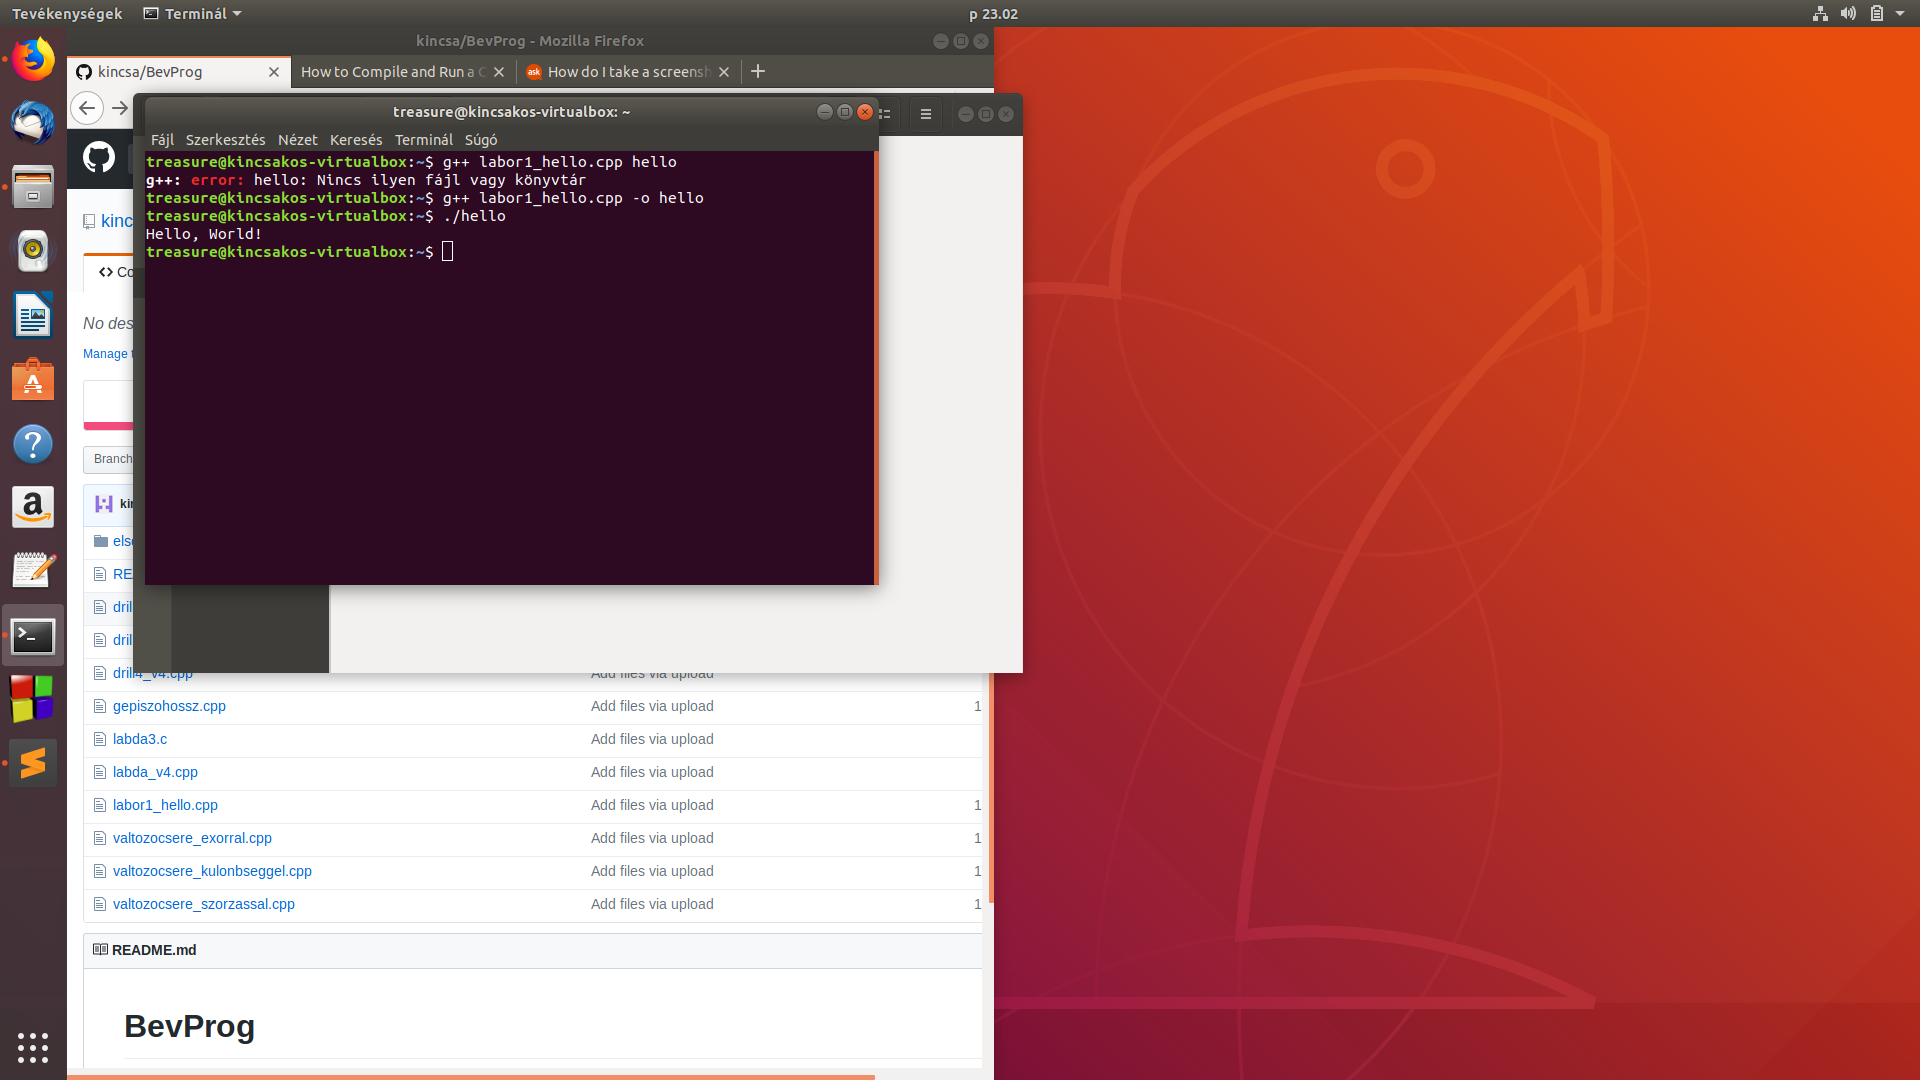 Tevékenységek
Terminál
p 23.02
kincsa/BevProg - Mozilla Firefox
kincsa/BevProg
How to Compile and Run a C
ask
How do I take a screensh
treasure@kincsakos-virtualbox: ~
Fájl Szerkesztés Nézet Keresés Terminál Súgó
treasure@kincsakos-virtualbox:~$ g++ labor1_hello.cpp hello
g++: error: hello: Nincs ilyen fájl vagy könyvtár
treasure@kincsakos-virtualbox:~$ g++ labor1_hello.cpp -o hello
treasure@kincsakos-virtualbox:~$ ./hello
Hello, World!
treasure@kincsakos-virtualbox:~$
kinc
<> Co
No des
Manage t
Branch
kin
else
REA
dril
dril
drill4_v4.cpp Add files via upload
gepiszohossz.cpp Add files via upload 1
labda3.c Add files via upload
labda_v4.cpp Add files via upload
labor1_hello.cpp Add files via upload 1
valtozocsere_exorral.cpp Add files via upload 1
valtozocsere_kulonbseggel.cpp Add files via upload 1
valtozocsere_szorzassal.cpp Add files via upload 1
README.md
BevProg